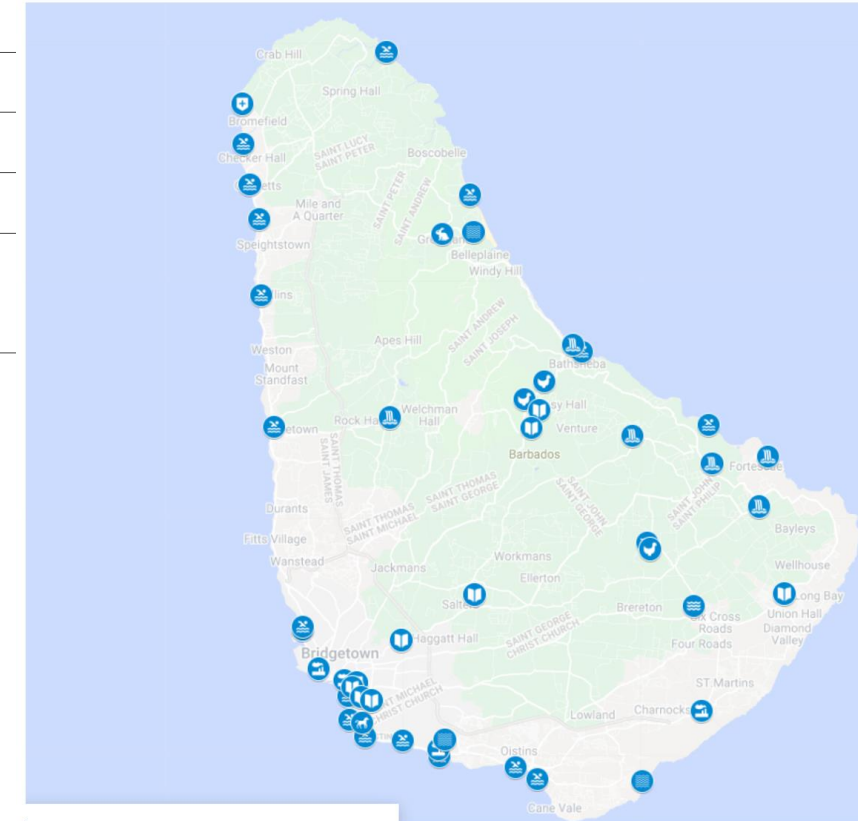 Crab Hill
Spring Hall
Bromefield
SAINT LUCY
SAINT PETER
Checker Hall
Boscobelle
Mile and
A Quarter
SAINT PETER
SAINT ANDREW
Speightstown
Belleplaine
Windy Hill
SAINT ANDREW
SAINT JOSEPH
Apes Hill
Weston
Mount
Standfast
Bathsheba
Welchman
Hall
Rock Ha
Venture
Barbados
SAINT THOMAS
SAINT JAMES
SAINT THOMAS
SAINT GEORGE
SAINT JOHN
SAINT GEORGE
SAINT JOHN
SAINT PHILIP
Durants
SAINT THOMAS
SAINT MICHAEL
Bayleys
Fitts Village
Wanstead
Jackmans
Workmans
Ellerton
Wellhouse
Long Bay
Brereton
Union Hall
Six Cross
Roads
Diamond
Valley
Haggatt Hall
SAINT GEORGE
CHRIST CHURCH
Four Roads
Bridgetown
ST.Martins
T MICHAEL
CHRIST CHURCH
Lowland
Charnocks
Oistins
Cane Vale